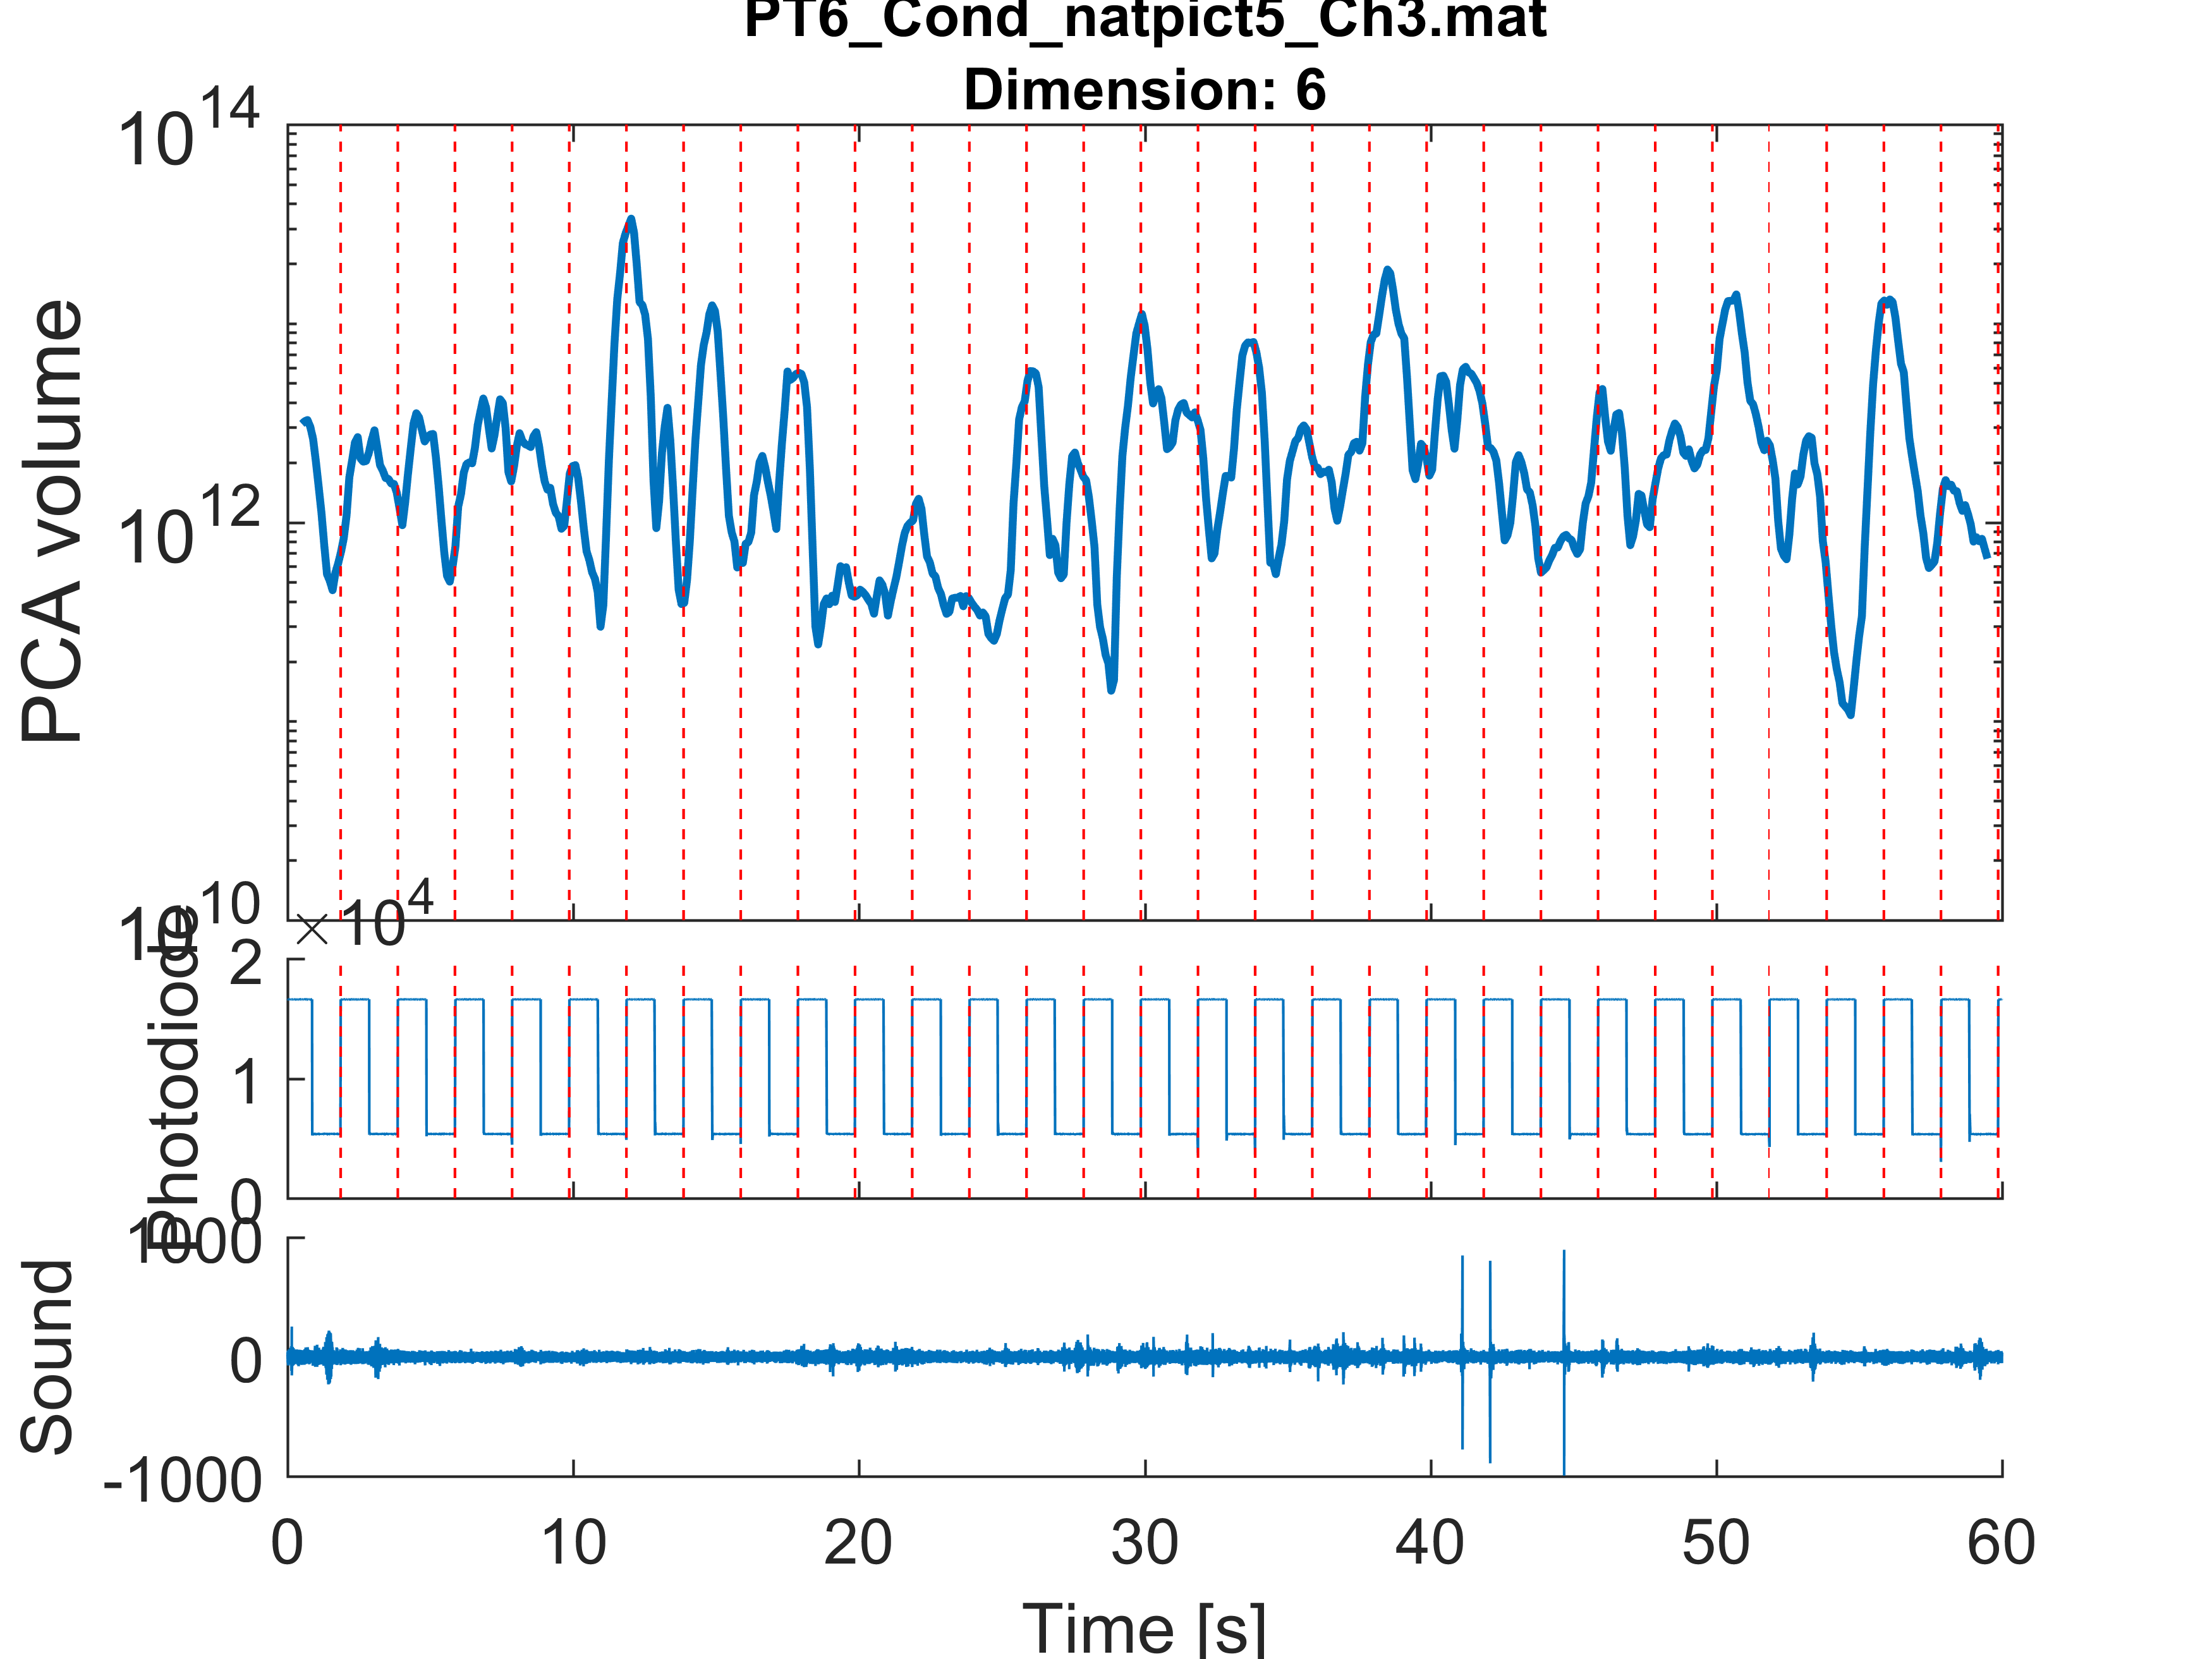 PT6_Cond_natpict5_Ch3.mat
Dimension: 6
10^14
10^12
10^10
PCA volume
×10^4
2
1
0
Photodiode
1000
0
-1000
Sound
0 10 20 30 40 50 60
Time [s]